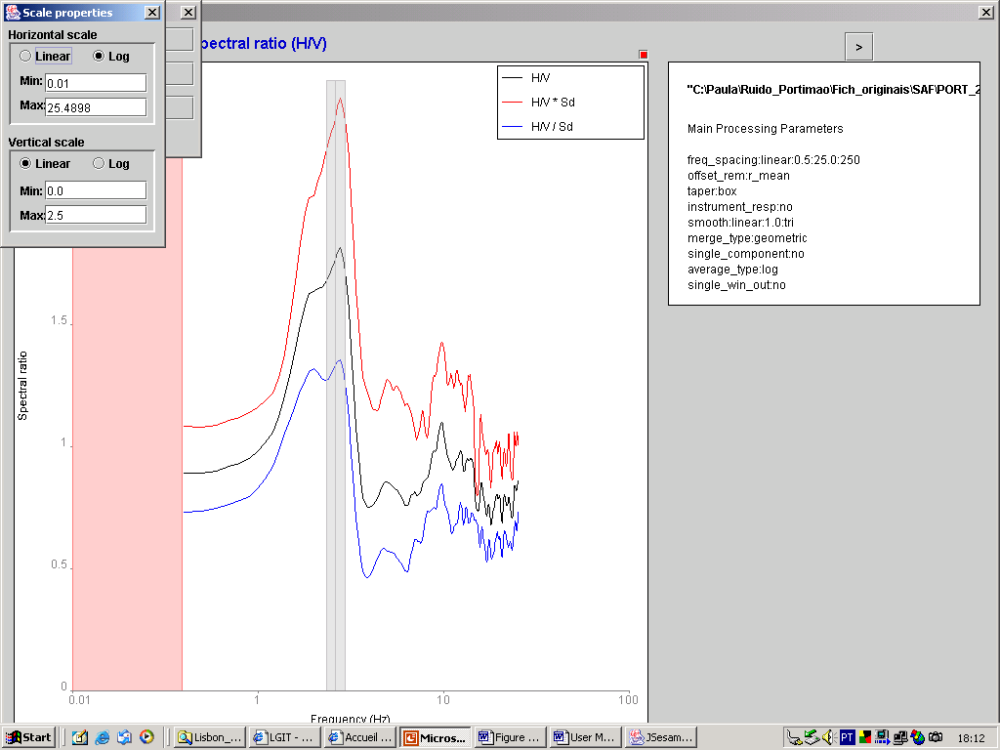 Scale properties
Horizontal scale
Linear
Log
Min:
0.01
Max:
25.4898
Vertical scale
Linear
Log
Min:
0.0
Max:
2.5
pectral ratio (H/V)
H/V
H/V * Sd
H/V / Sd
1.5
1
0.5
0
Spectral ratio
0.01
1
10
100
Frequency (Hz)
>
"C:\Paula\Ruido_Portimao\Fich_originais\SAF\PORT_2
Main Processing Parameters
freq_spacing:linear:0.5:25.0:250
offset_rem:r_mean
taper:box
instrument_resp:no
smooth:linear:1.0:tri
merge_type:geometric
single_component:no
average_type:log
single_win_out:no
Start
Lisbon_...
LGIT - ...
Accueil ...
Micros...
Figure ...
User M...
JSesam...
PT
18:12